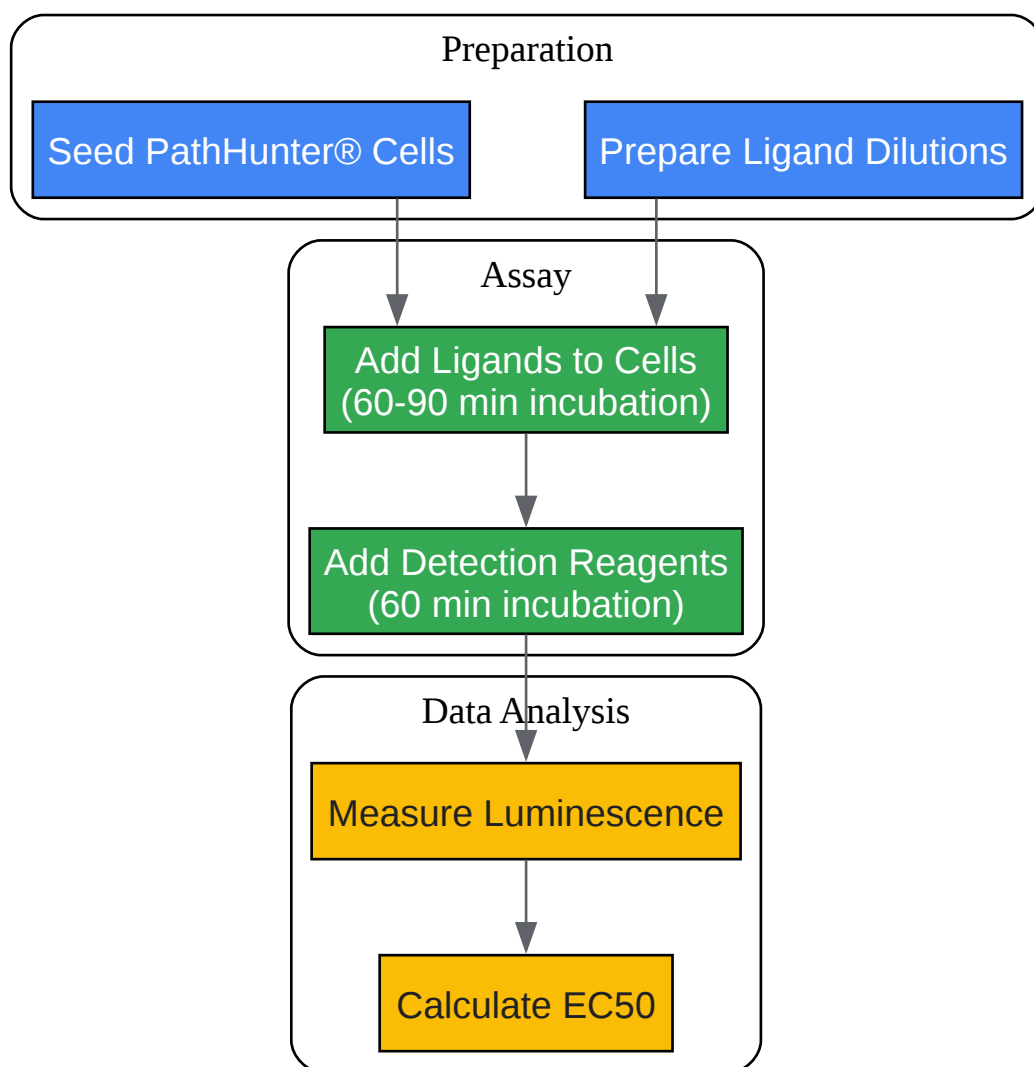 Preparation
Seed PathHunter® Cells
Prepare Ligand Dilutions
Assay
Add Ligands to Cells
(60-90 min incubation)
Add Detection Reagents
(60 min incubation)
Data Analysis
Measure Luminescence
Calculate EC50